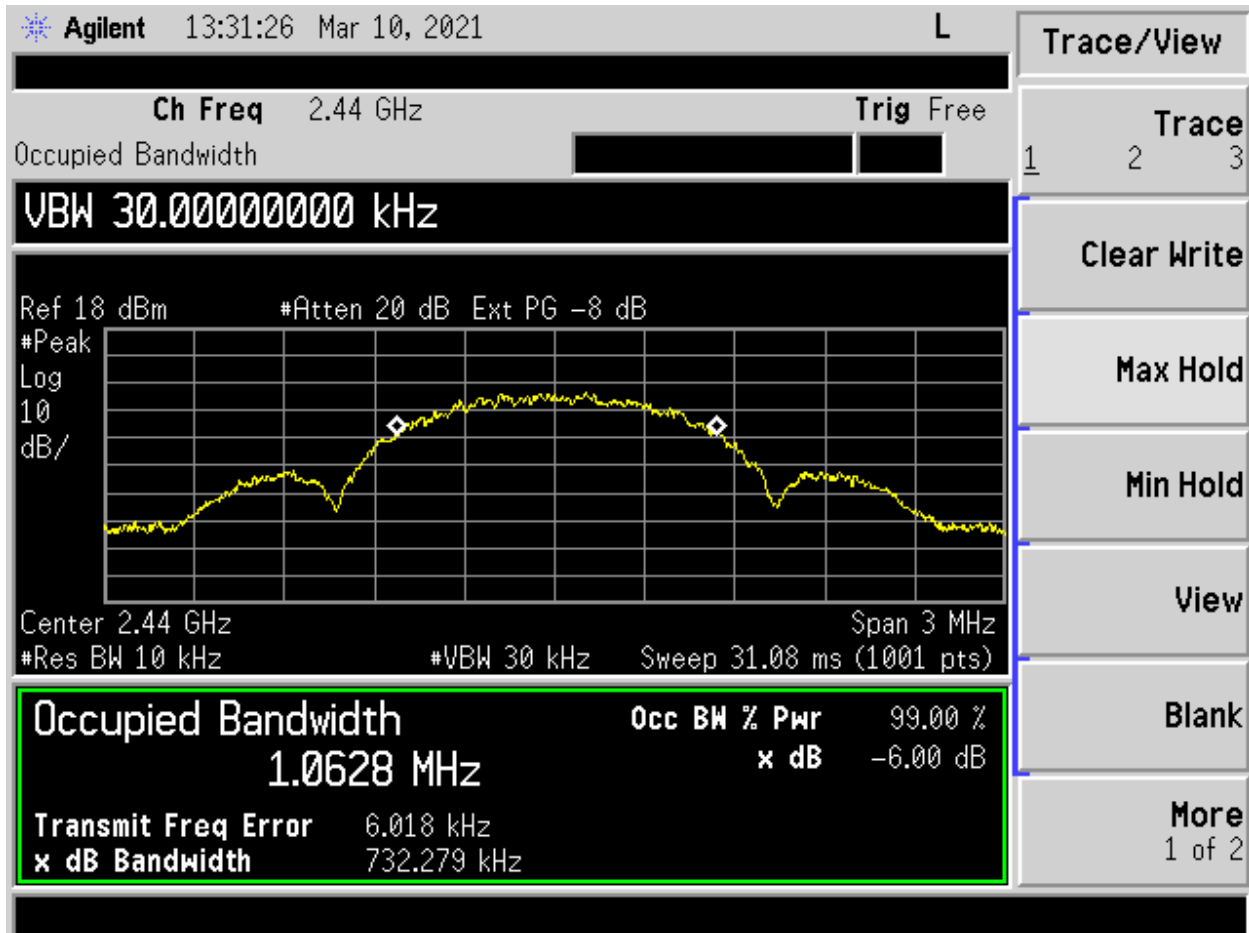 Agilent 13:31:26 Mar 10, 2021 L
Ch Freq 2.44 GHz Trig Free
Occupied Bandwidth
VBW 30.00000000 kHz
Ref 18 dBm #Atten 20 dB Ext PG -8 dB
#Peak
Log
10
dB/
Center 2.44 GHz Span 3 MHz
#Res BW 10 kHz #VBW 30 kHz Sweep 31.08 ms (1001 pts)
Occupied Bandwidth Occ BW % Pwr 99.00 %
1.0628 MHz x dB -6.00 dB
Transmit Freq Error 6.018 kHz
x dB Bandwidth 732.279 kHz
Trace/View
Trace
1 2 3
Clear Write
Max Hold
Min Hold
View
Blank
More
1 of 2